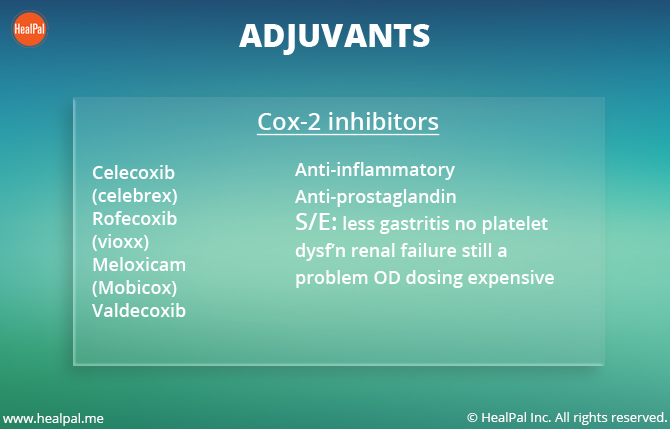 HealPal
ADJUVANTS
Cox-2 inhibitors
Celecoxib
(celebrex)
Rofecoxib
(vioxx)
Meloxicam
(Mobicox)
Valdecoxib
Anti-inflammatory
Anti-prostaglandin
S/E: less gastritis no platelet
dysf’n renal failure still a
problem OD dosing expensive
www.healpal.me
© HealPal Inc. All rights reserved.